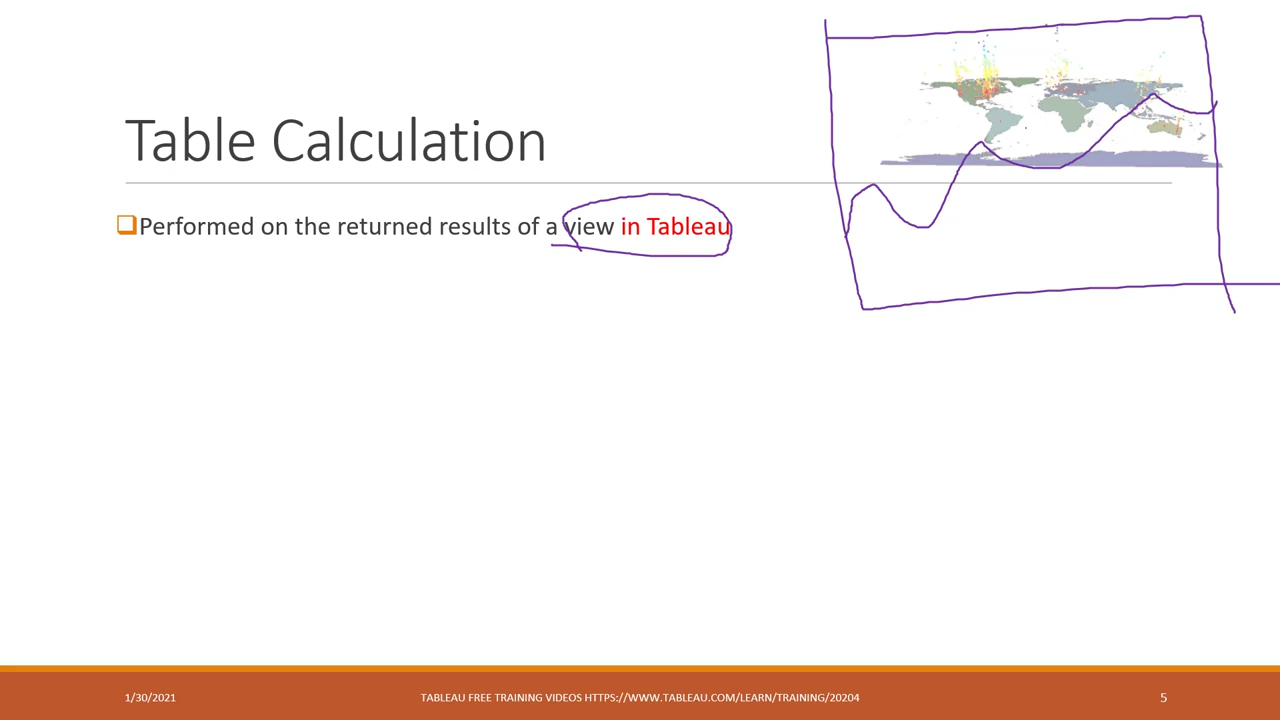 Table Calculation
Performed on the returned results of a view in Tableau
1/30/2021
TABLEAU FREE TRAINING VIDEOS HTTPS://WWW.TABLEAU.COM/LEARN/TRAINING/20204
5